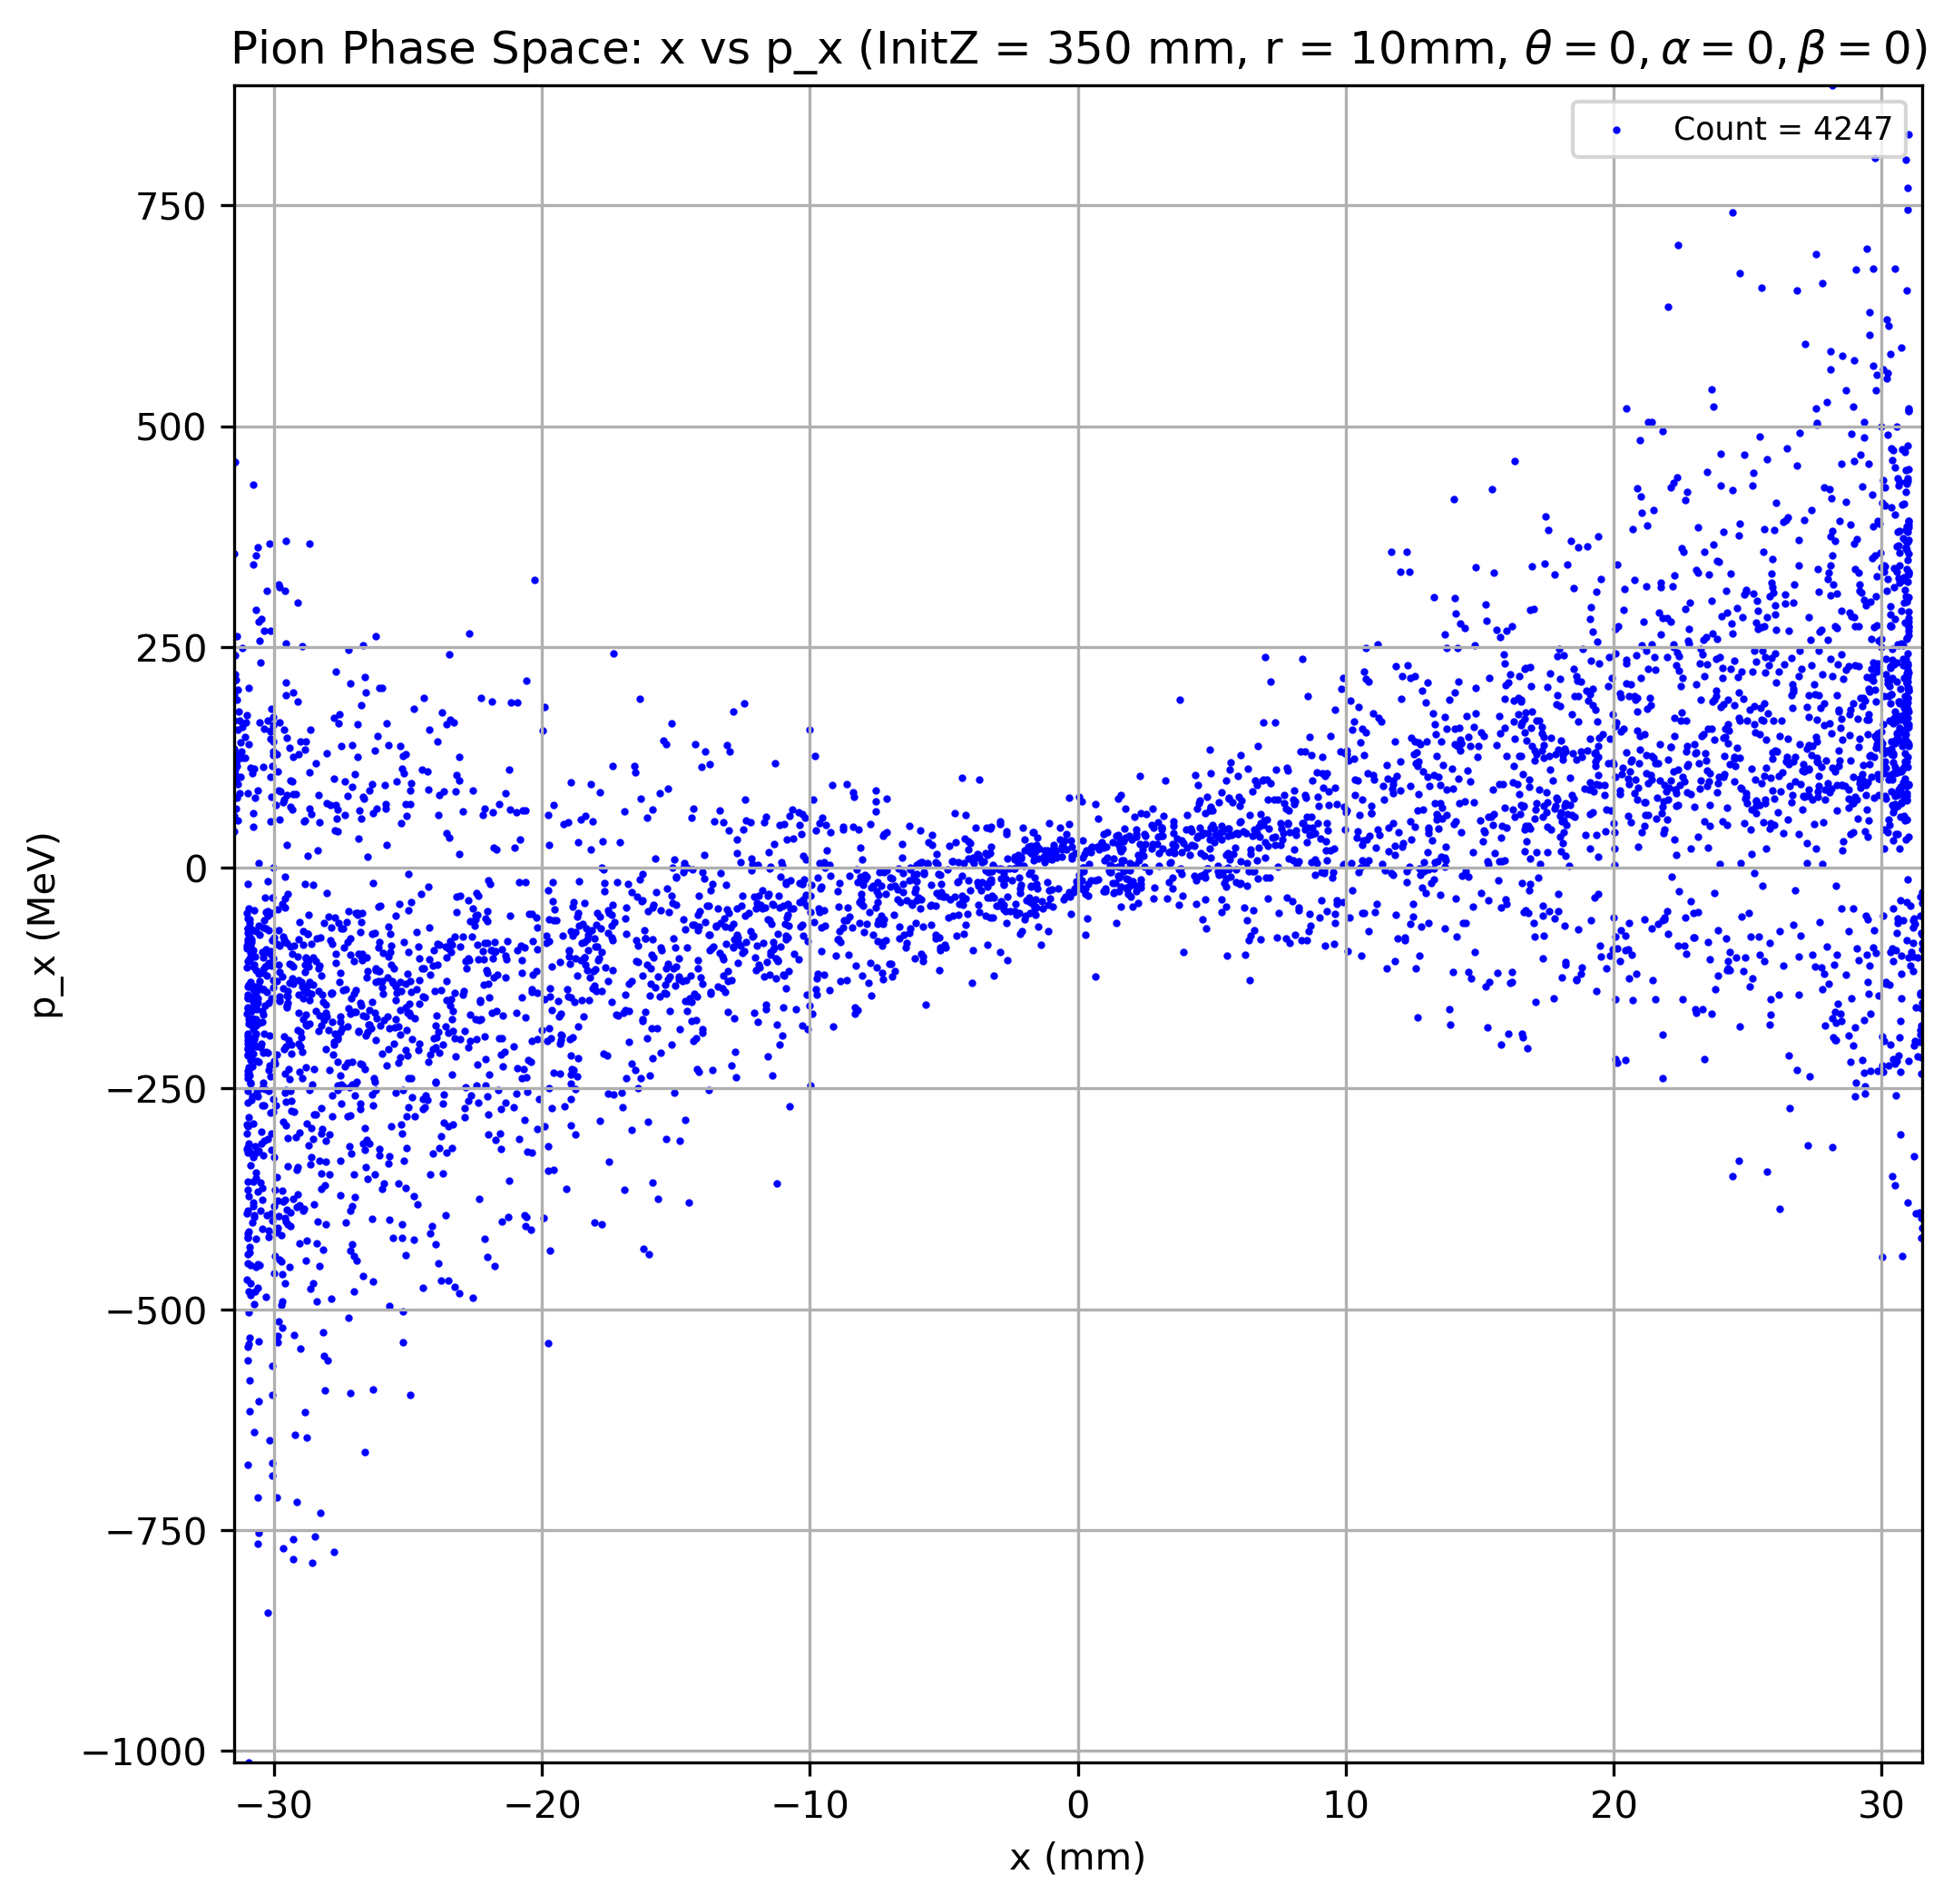 Pion Phase Space: x vs p_x (InitZ = 350 mm, r = 10mm, θ = 0, α = 0, β = 0)
Count = 4247
750
500
250
0
−250
−500
−750
−1000
p_x (MeV)
−30 −20 −10 0 10 20 30
x (mm)